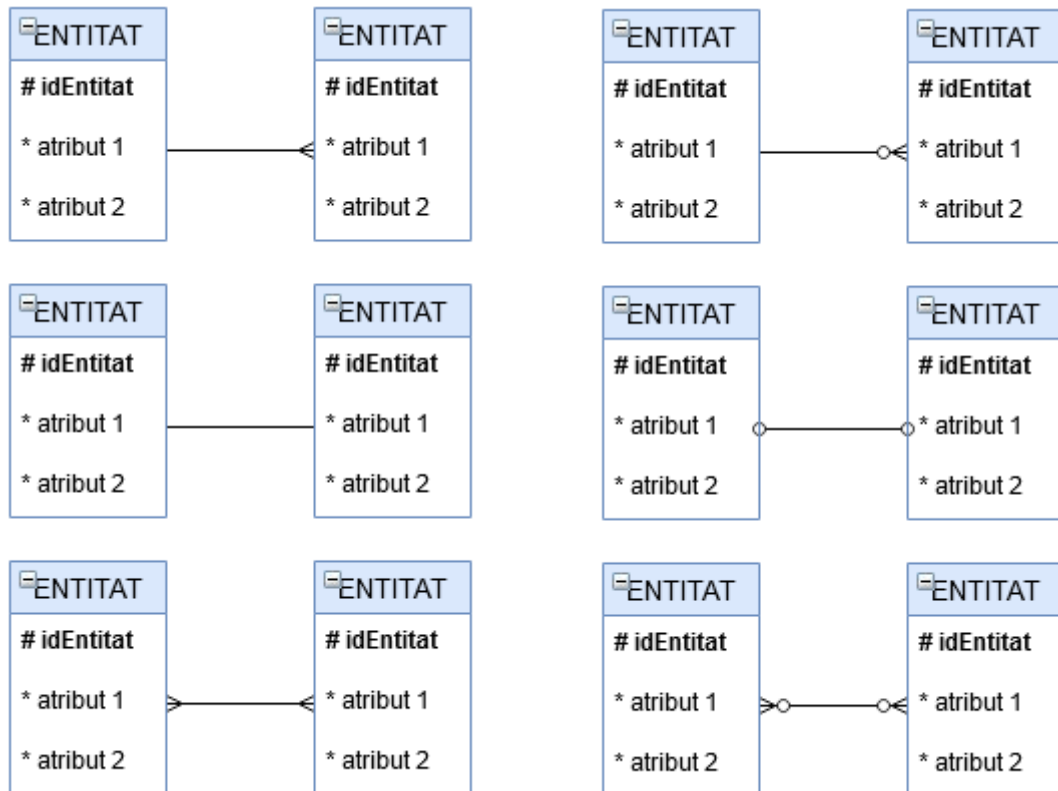 ENTITAT
# idEntitat
* atribut 1
* atribut 2
ENTITAT
# idEntitat
* atribut 1
* atribut 2
ENTITAT
# idEntitat
* atribut 1
* atribut 2
ENTITAT
# idEntitat
* atribut 1
* atribut 2
ENTITAT
# idEntitat
* atribut 1
* atribut 2
ENTITAT
# idEntitat
* atribut 1
* atribut 2
ENTITAT
# idEntitat
* atribut 1
* atribut 2
ENTITAT
# idEntitat
* atribut 1
* atribut 2
ENTITAT
# idEntitat
* atribut 1
* atribut 2
ENTITAT
# idEntitat
* atribut 1
* atribut 2
ENTITAT
# idEntitat
* atribut 1
* atribut 2
ENTITAT
# idEntitat
* atribut 1
* atribut 2